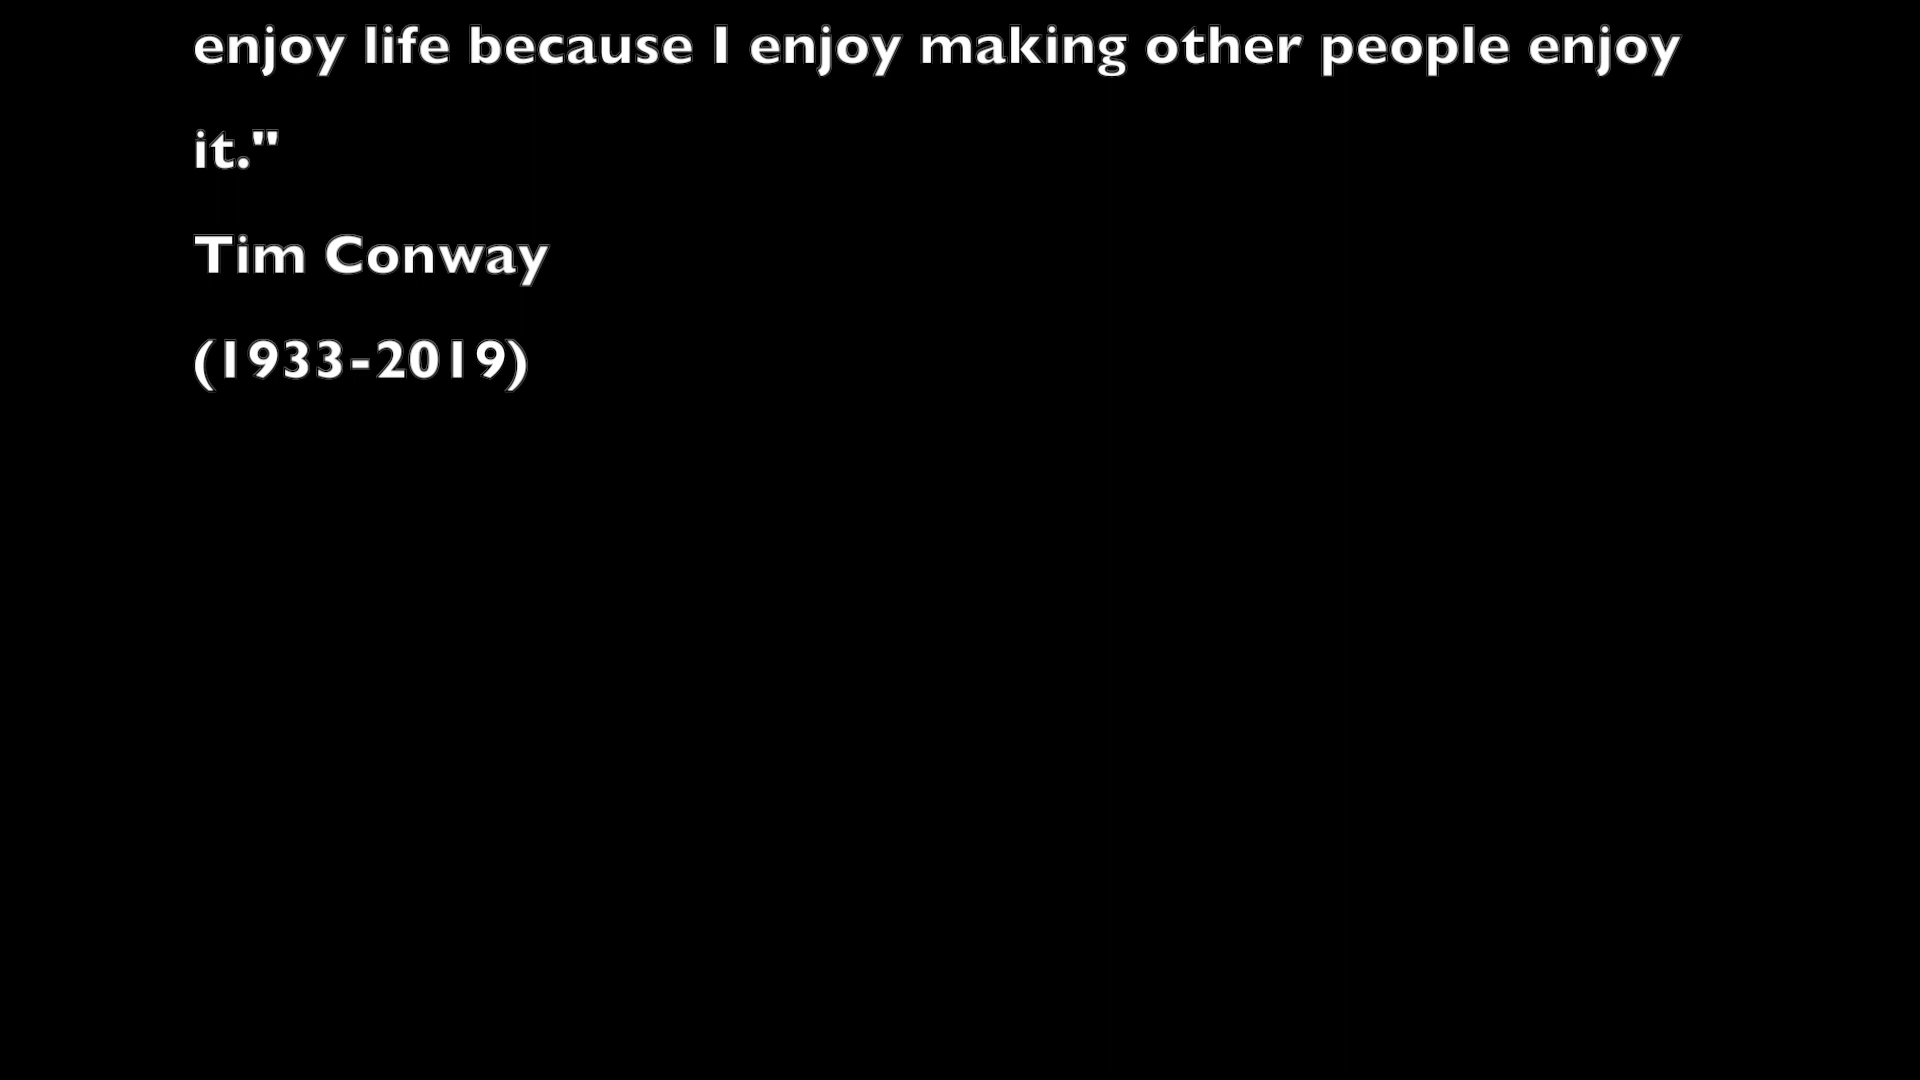 enjoy life because I enjoy making other people enjoy
it."
Tim Conway
(1933-2019)